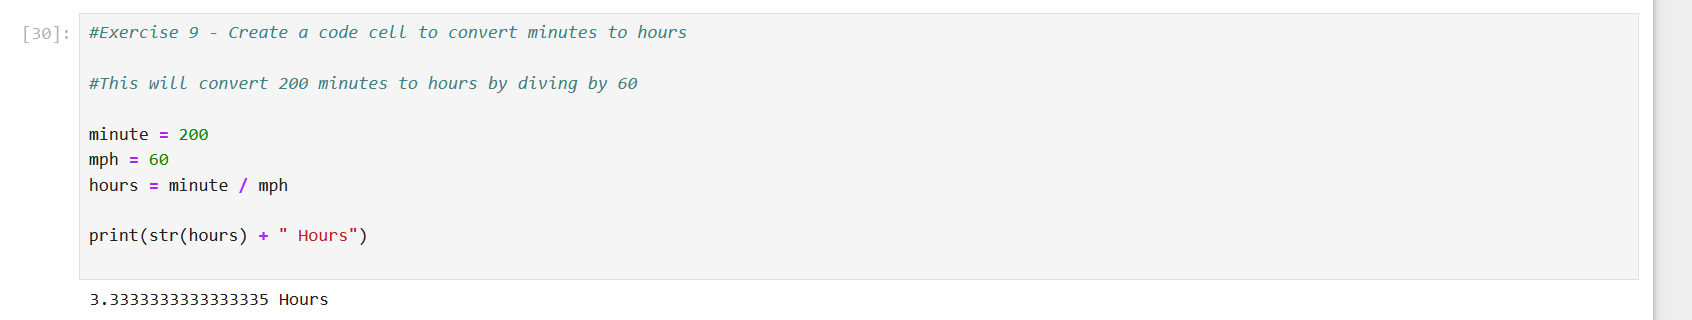 [30]: #Exercise 9 - Create a code cell to convert minutes to hours
#This will convert 200 minutes to hours by diving by 60
minute = 200
mph = 60
hours = minute / mph
print(str(hours) + " Hours")
3.3333333333333335 Hours